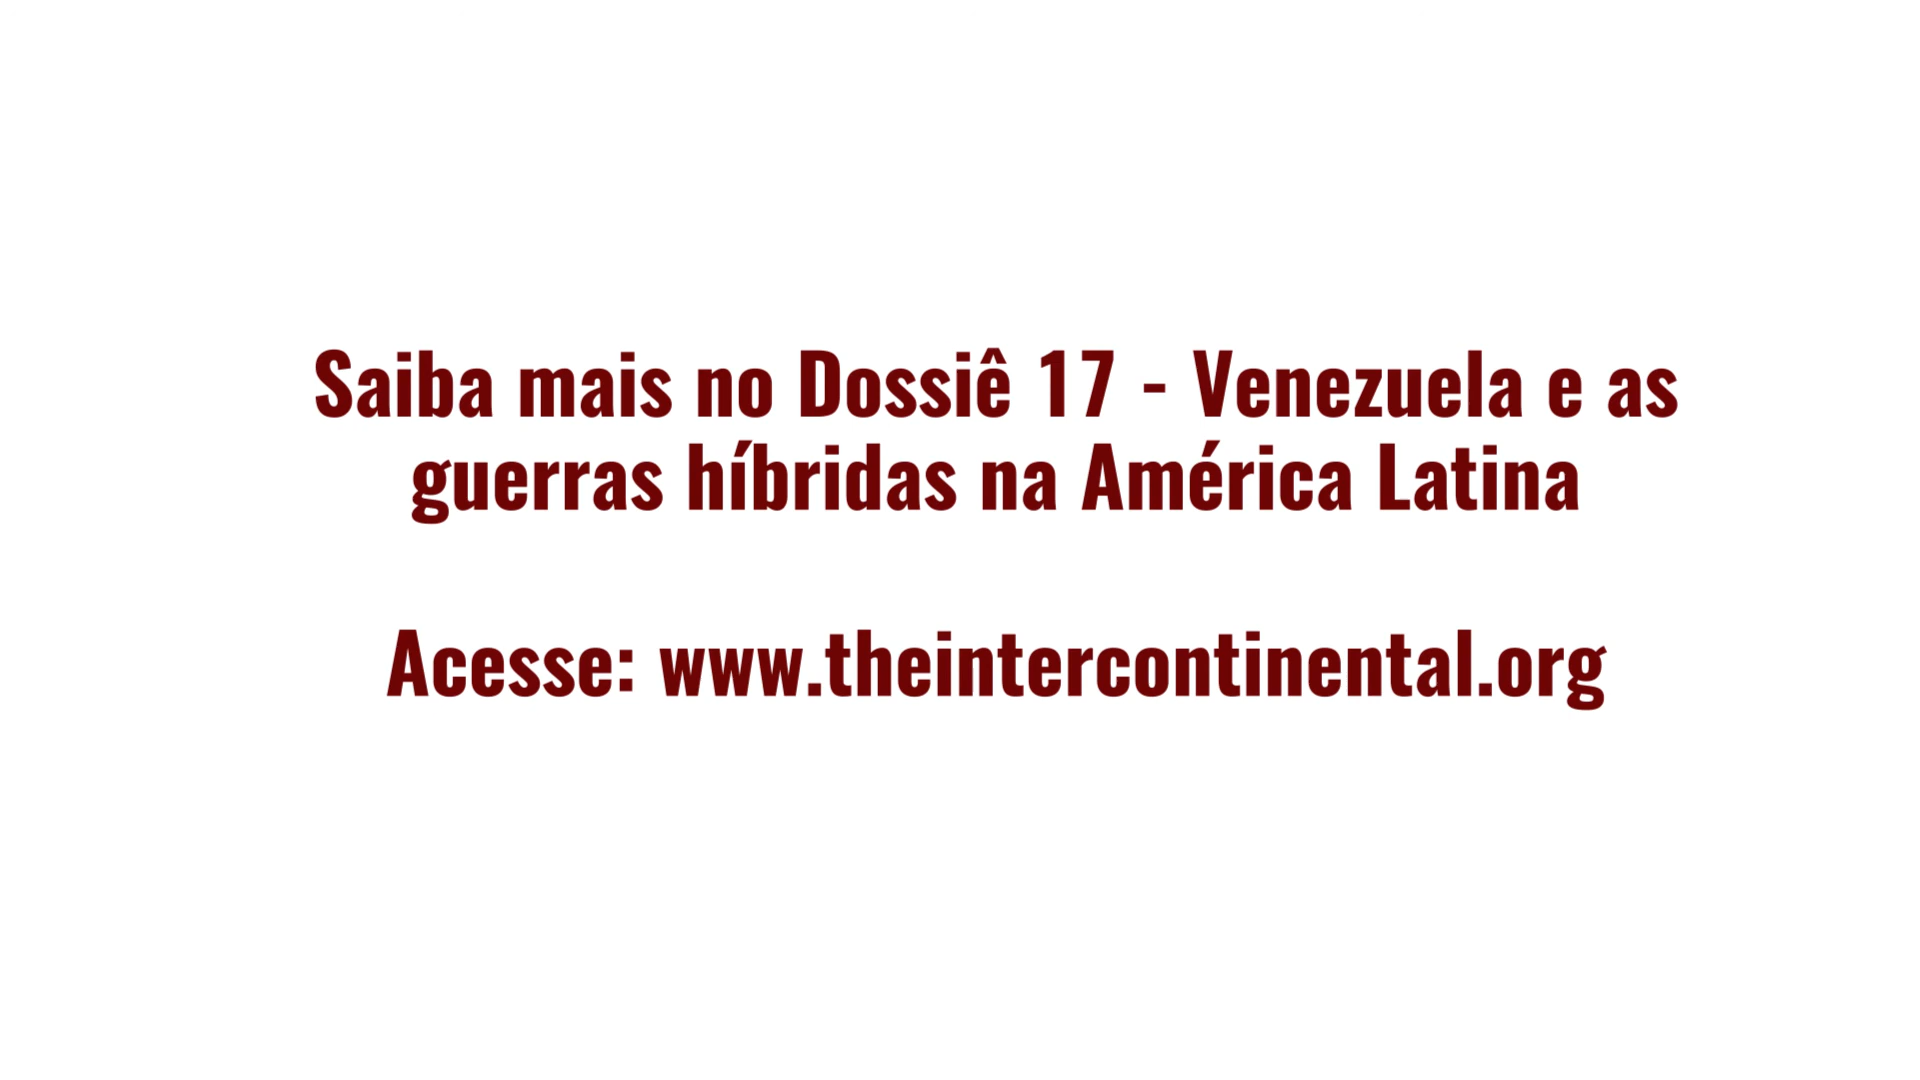 Saiba mais no Dossiê 17 - Venezuela e as
guerras híbridas na América Latina
Acesse: www.theintercontinental.org